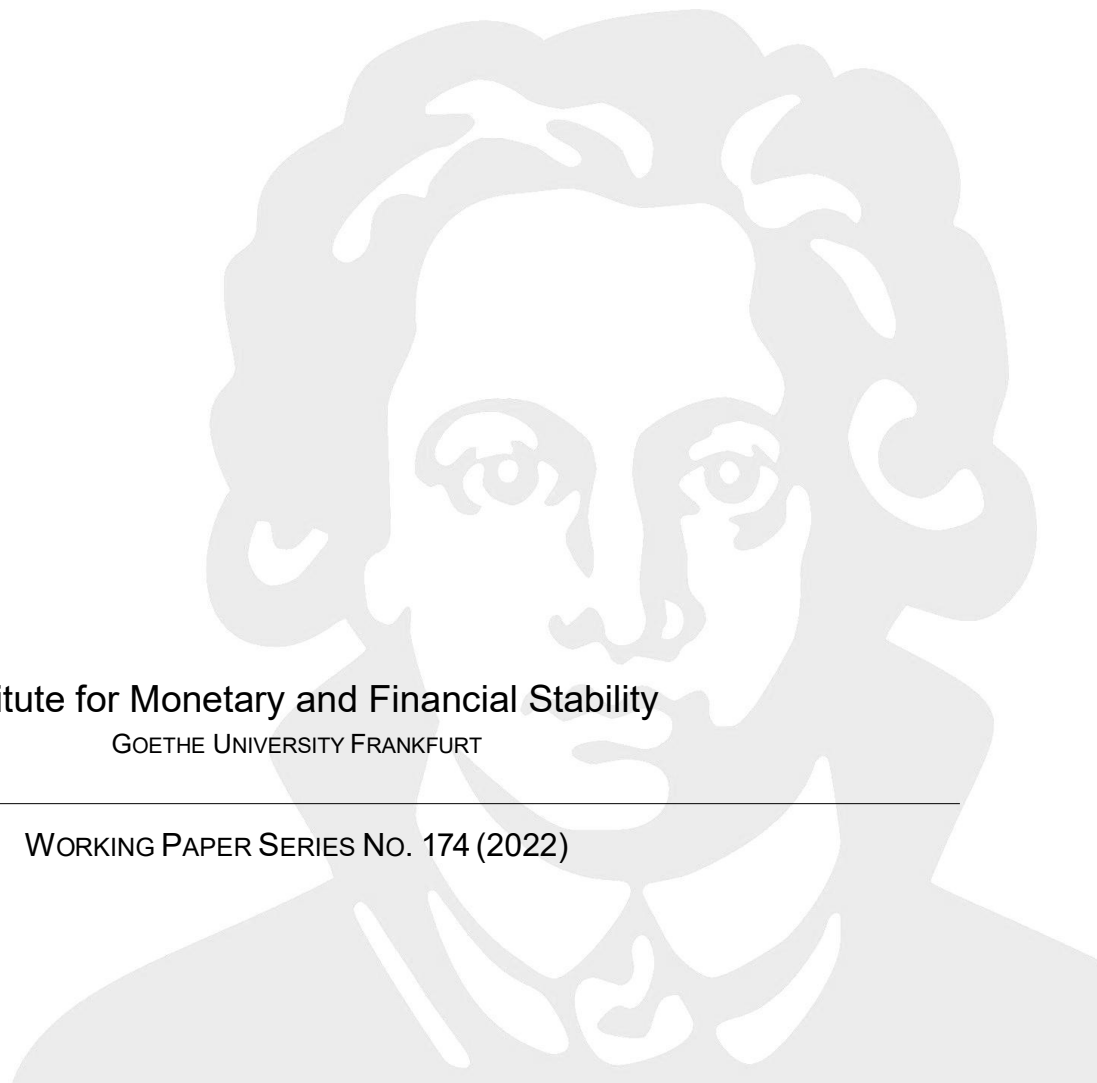 itute for Monetary and Financial Stability
GOETHE UNIVERSITY FRANKFURT
WORKING PAPER SERIES NO. 174 (2022)